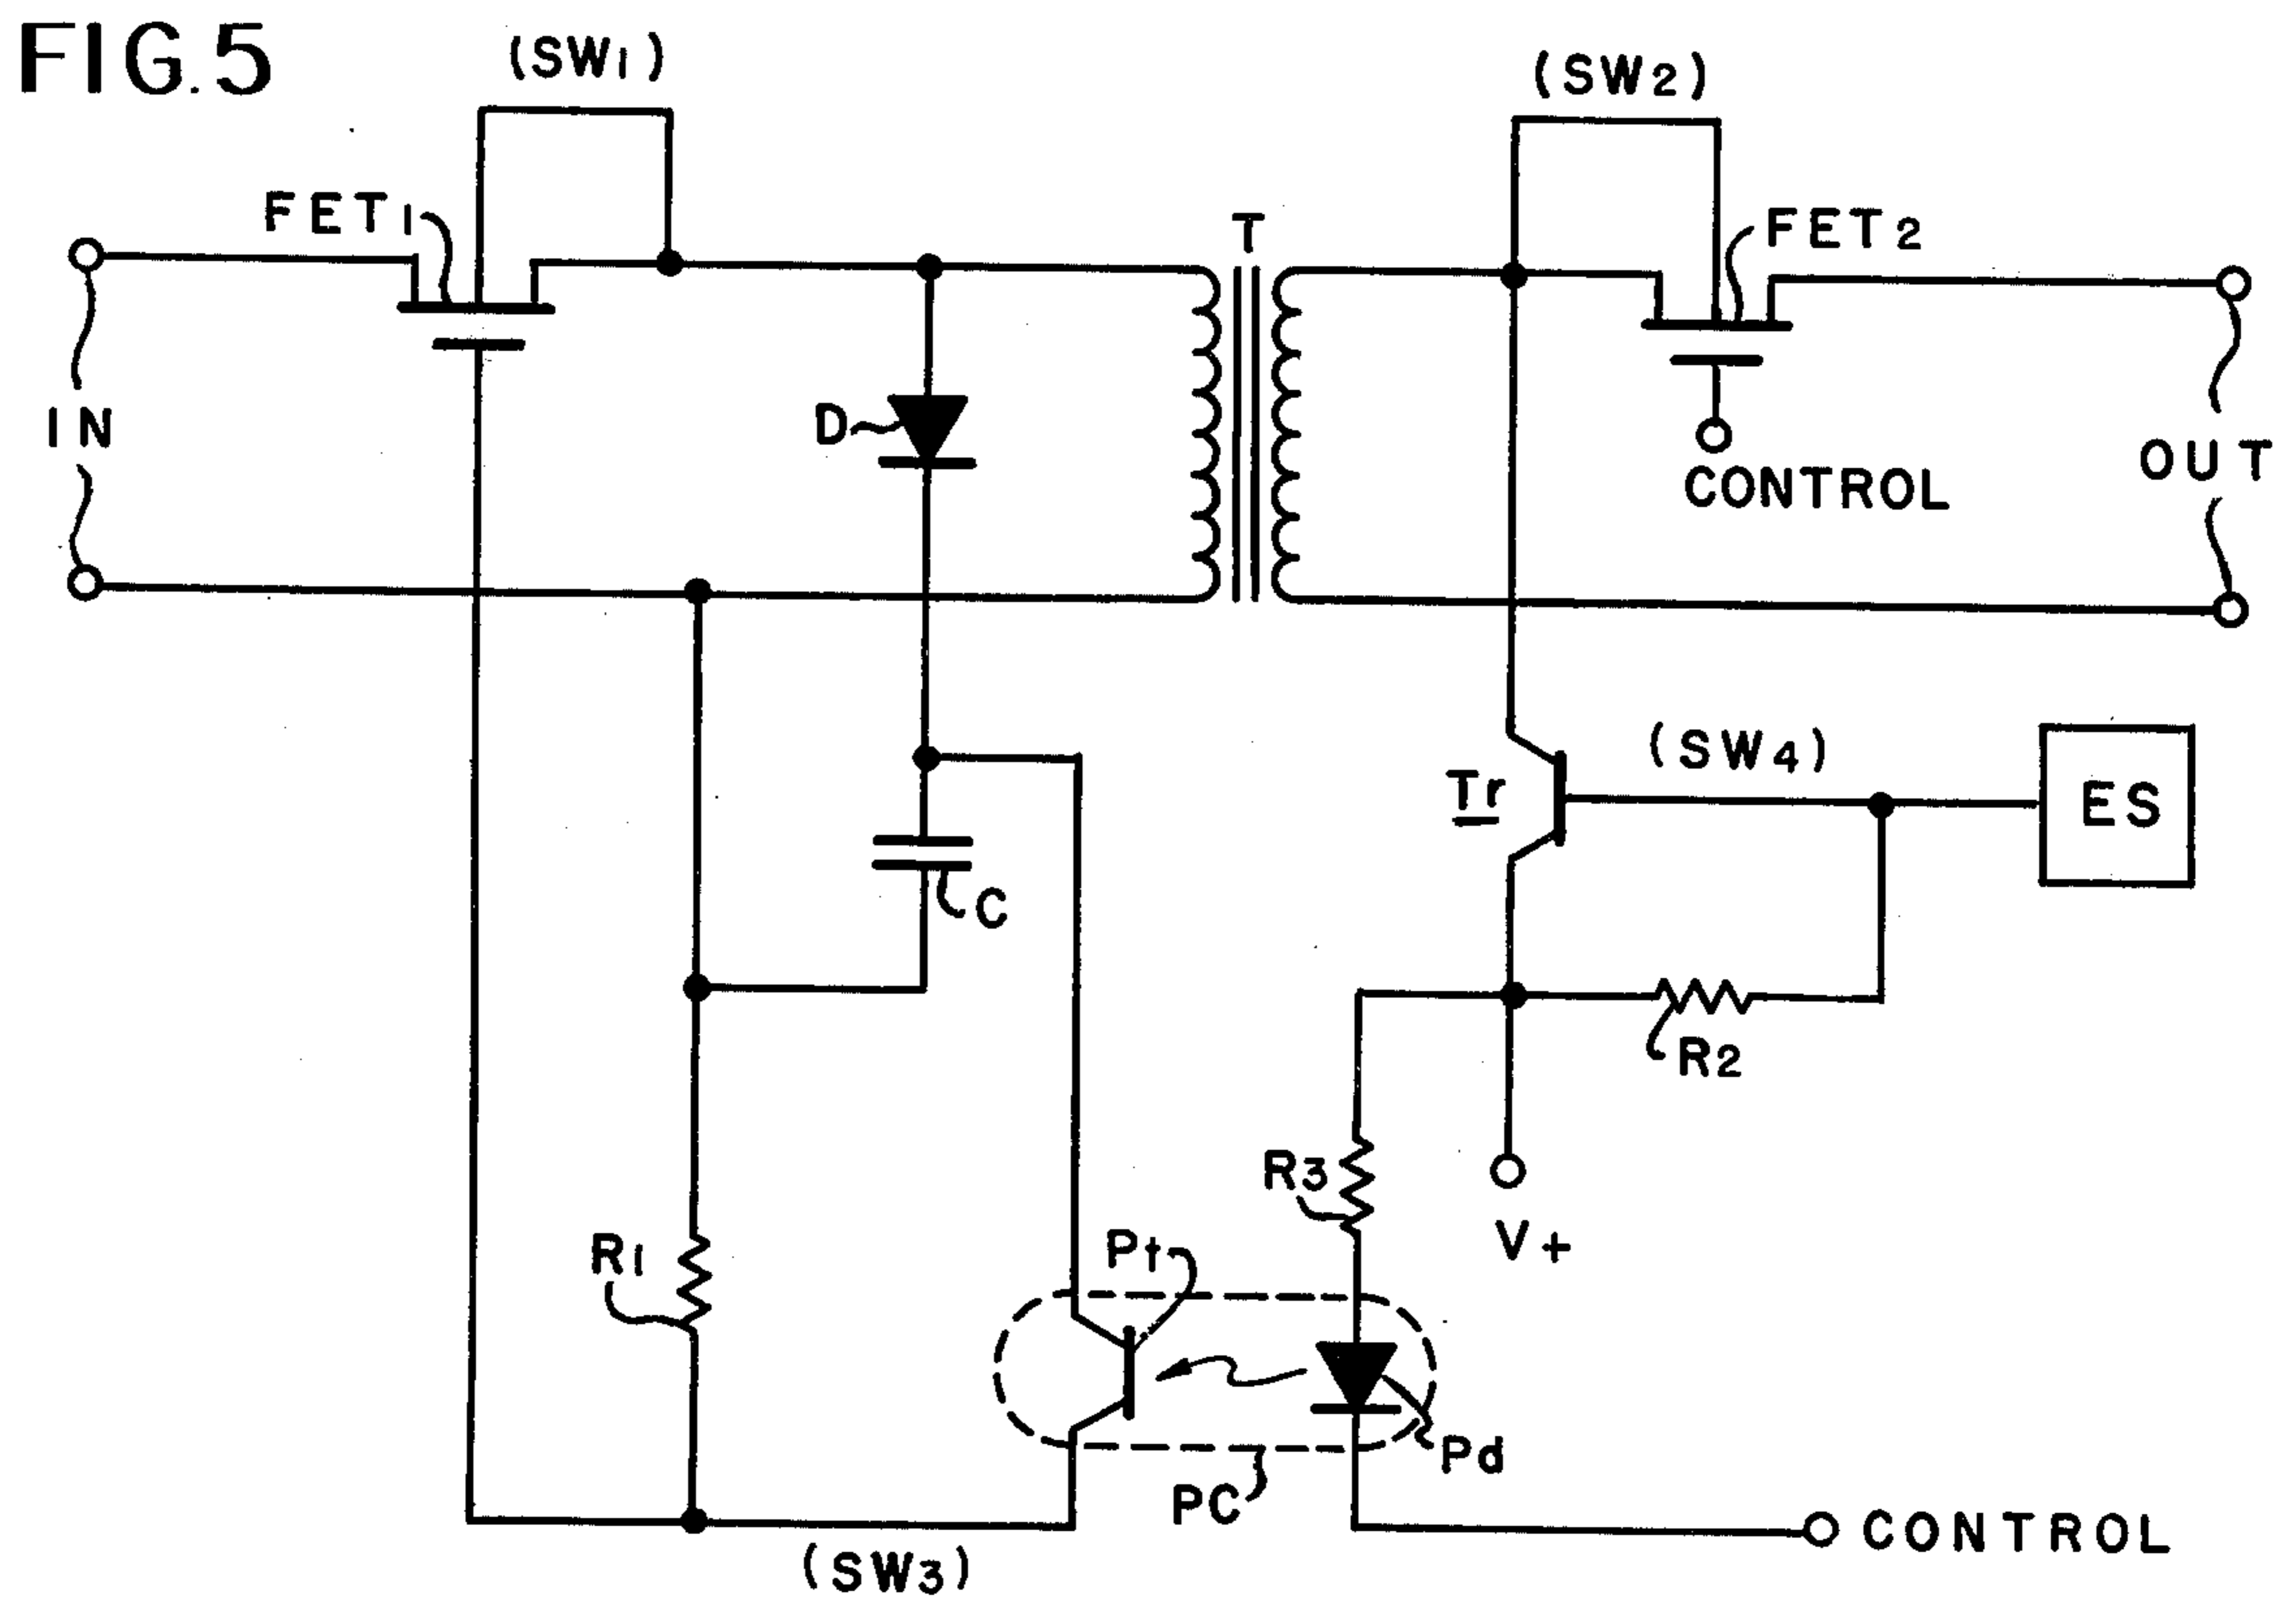 FIG.5
(SW1)
(SW2)
FET1
FET2
T
IN
D
CONTROL
OUT
(SW4)
Tr
ES
C
R2
R3
V+
R1
Pt
Pd
PC
CONTROL
(SW3)